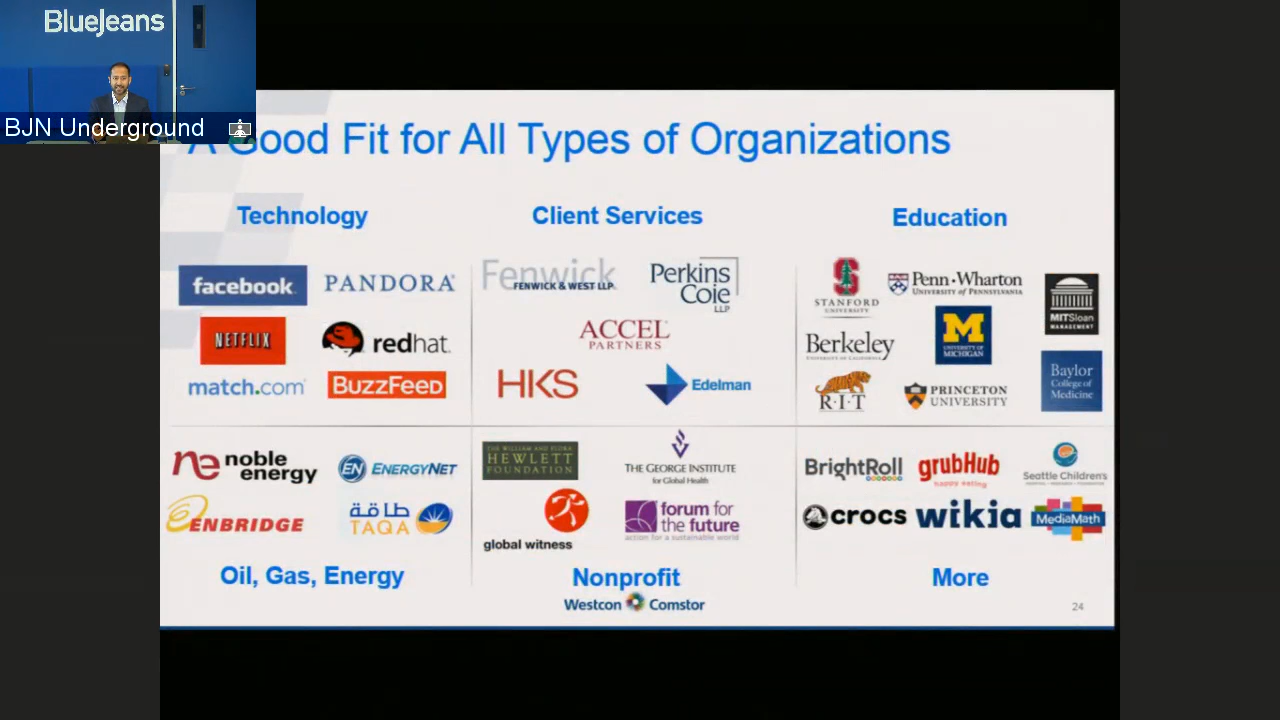 BlueJeans
BJN Underground
A Good Fit for All Types of Organizations
Technology
Client Services
Education
facebook
PANDORA
NETFLIX
redhat.
match.com
BuzzFeed
Fenwick
FENWICK & WEST LLP
Perkins
Coie
LLP
ACCEL
PARTNERS
HKS
Edelman
STANFORD
UNIVERSITY
Penn • Wharton
UNIVERSITY of PENNSYLVANIA
MITSloan
MANAGEMENT
Berkeley
UNIVERSITY OF CALIFORNIA
M
UNIVERSITY OF
MICHIGAN
R·I·T
PRINCETON
UNIVERSITY
Baylor
College of
Medicine
ne noble
energy
EN ENERGYNET
ENBRIDGE
طاقة
TAQA
THE WILLIAM AND FLORA
HEWLETT
FOUNDATION
THE GEORGE INSTITUTE
for Global Health
global witness
forum for
the future
action for a sustainable world
BrightRoll
grubHub
happy eating
Seattle Children's
crocs
wikia
MediaMath
Oil, Gas, Energy
Nonprofit
More
Westcon Comstor
24